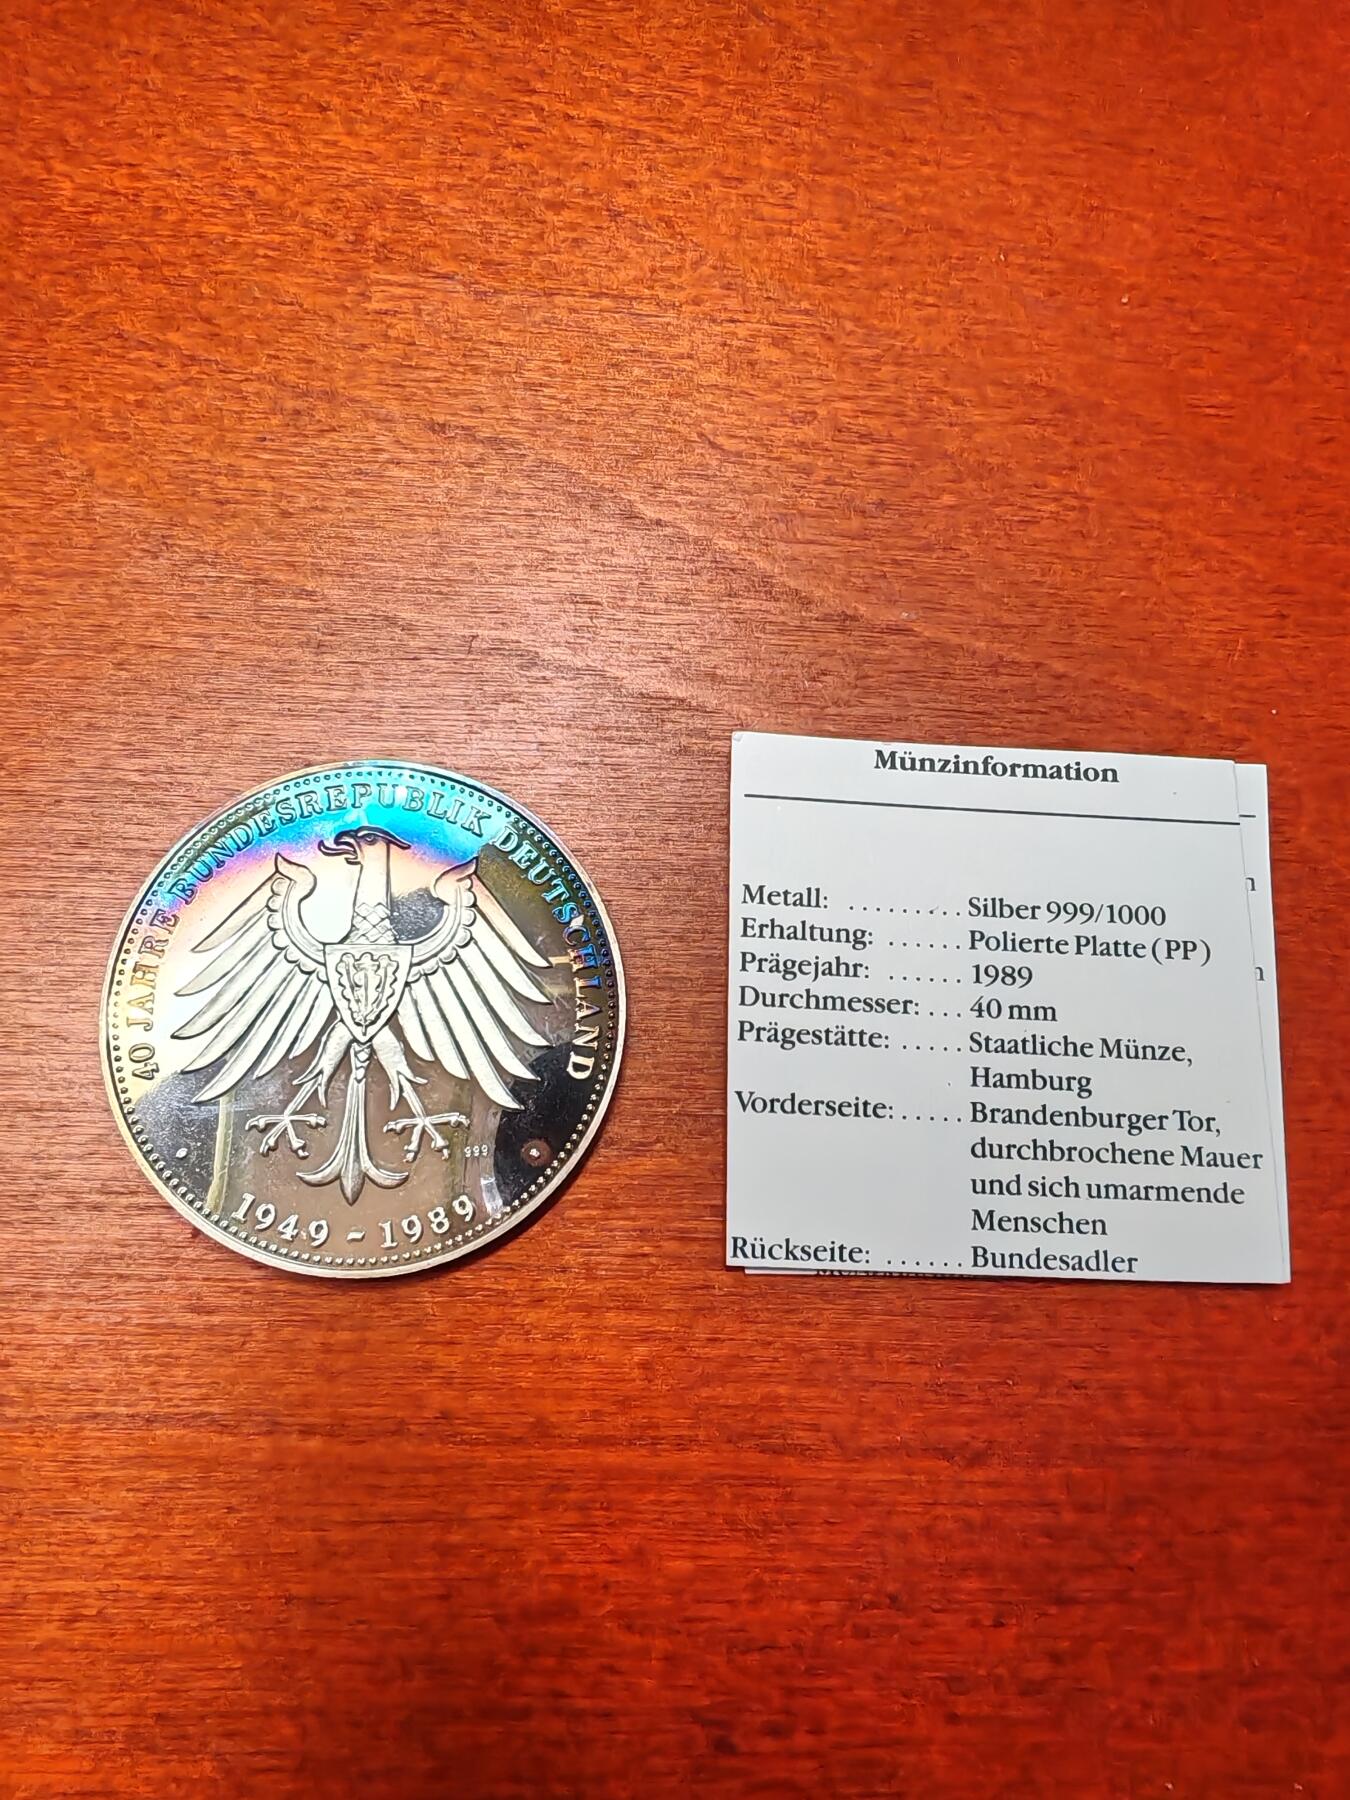 40 JAHRE BUNDESREPUBLIK DEUTSCHLAND
999
1949 - 1989
Münzinformation
Metall: ......... Silber 999/1000
Erhaltung: ...... Polierte Platte (PP)
Prägejahr: ...... 1989
Durchmesser: ... 40 mm
Prägestätte: ..... Staatliche Münze,
Hamburg
Vorderseite: ..... Brandenburger Tor,
durchbrochene Mauer
und sich umarmende
Menschen
Rückseite: ...... Bundesadler